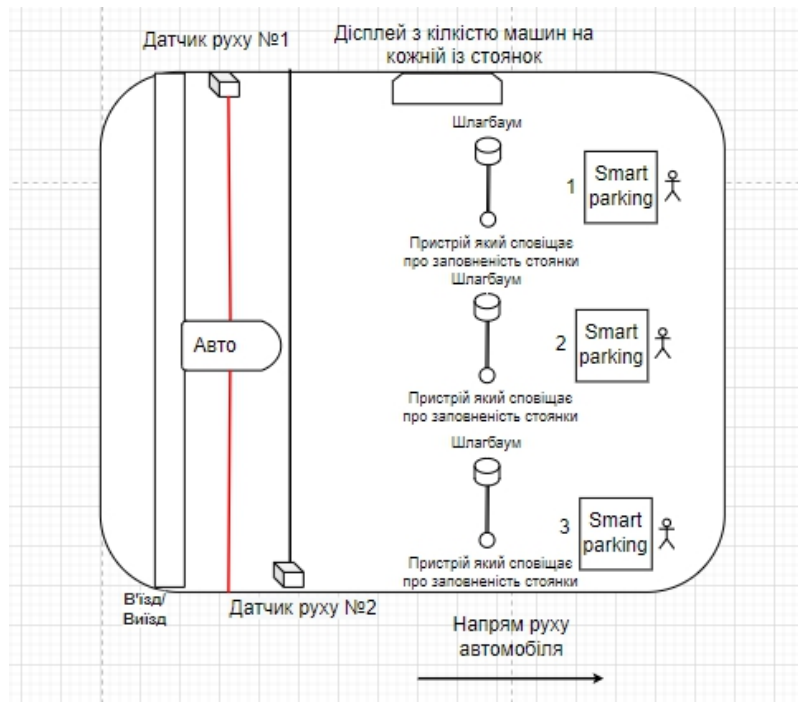 Датчик руху №1
Дісплей з кілкістю машин на
кожній із стоянок
Шлагбаум
1
Smart
parking
Пристрій який сповіщає
про заповненість стоянки
Шлагбаум
Авто
2
Smart
parking
Пристрій який сповіщає
про заповненість стоянки
Шлагбаум
3
Smart
parking
Пристрій який сповіщає
про заповненість стоянки
В'їзд/
Виїзд
Датчик руху №2
Напрям руху
автомобіля